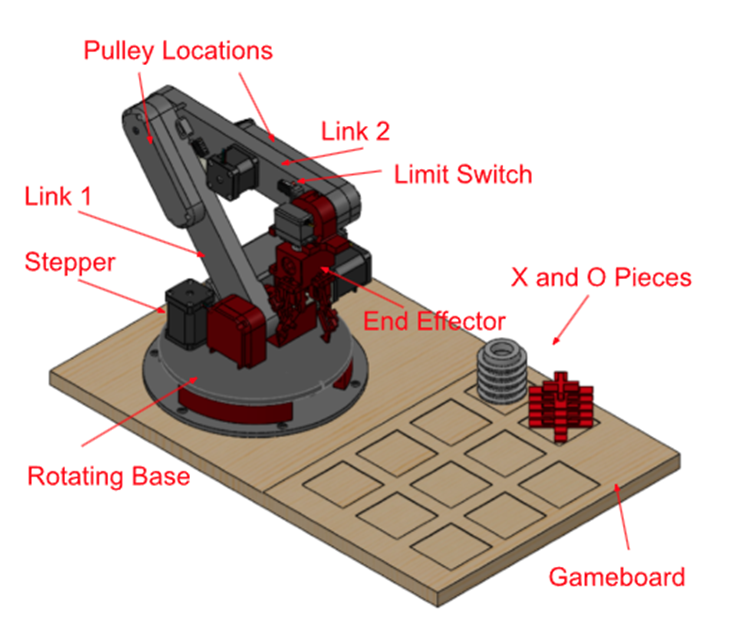 Pulley Locations
Link 2
Limit Switch
Link 1
Stepper
X and O Pieces
End Effector
Rotating Base
Gameboard